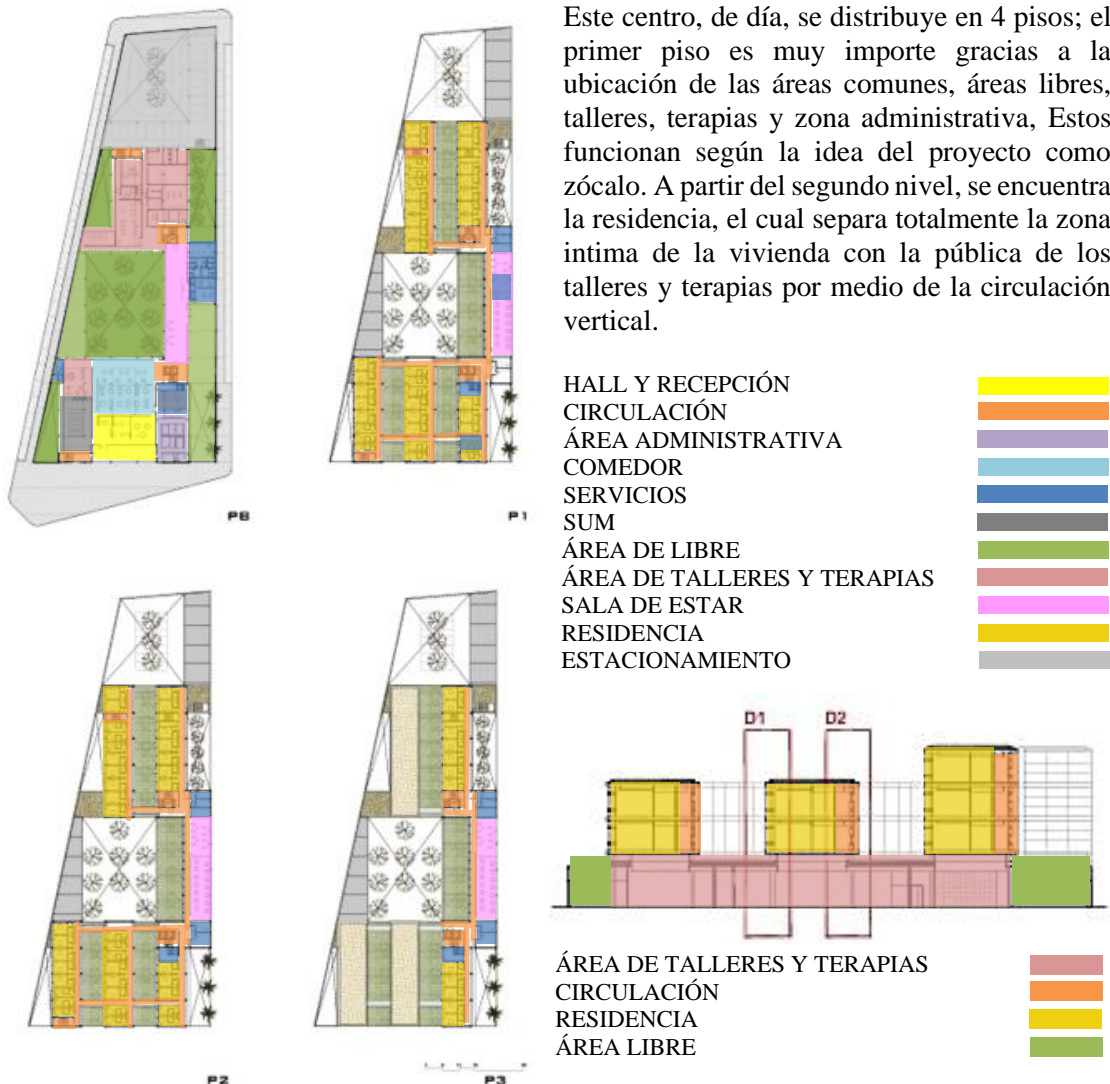 Este centro, de día, se distribuye en 4 pisos; el
primer piso es muy importe gracias a la
ubicación de las áreas comunes, áreas libres,
talleres, terapias y zona administrativa, Estos
funcionan según la idea del proyecto como
zócalo. A partir del segundo nivel, se encuentra
la residencia, el cual separa totalmente la zona
intima de la vivienda con la pública de los
talleres y terapias por medio de la circulación
vertical.
HALL Y RECEPCIÓN
CIRCULACIÓN
ÁREA ADMINISTRATIVA
COMEDOR
SERVICIOS
SUM
ÁREA DE LIBRE
ÁREA DE TALLERES Y TERAPIAS
SALA DE ESTAR
RESIDENCIA
ESTACIONAMIENTO
PB
P1
P2
P3
D1
D2
ÁREA DE TALLERES Y TERAPIAS
CIRCULACIÓN
RESIDENCIA
ÁREA LIBRE